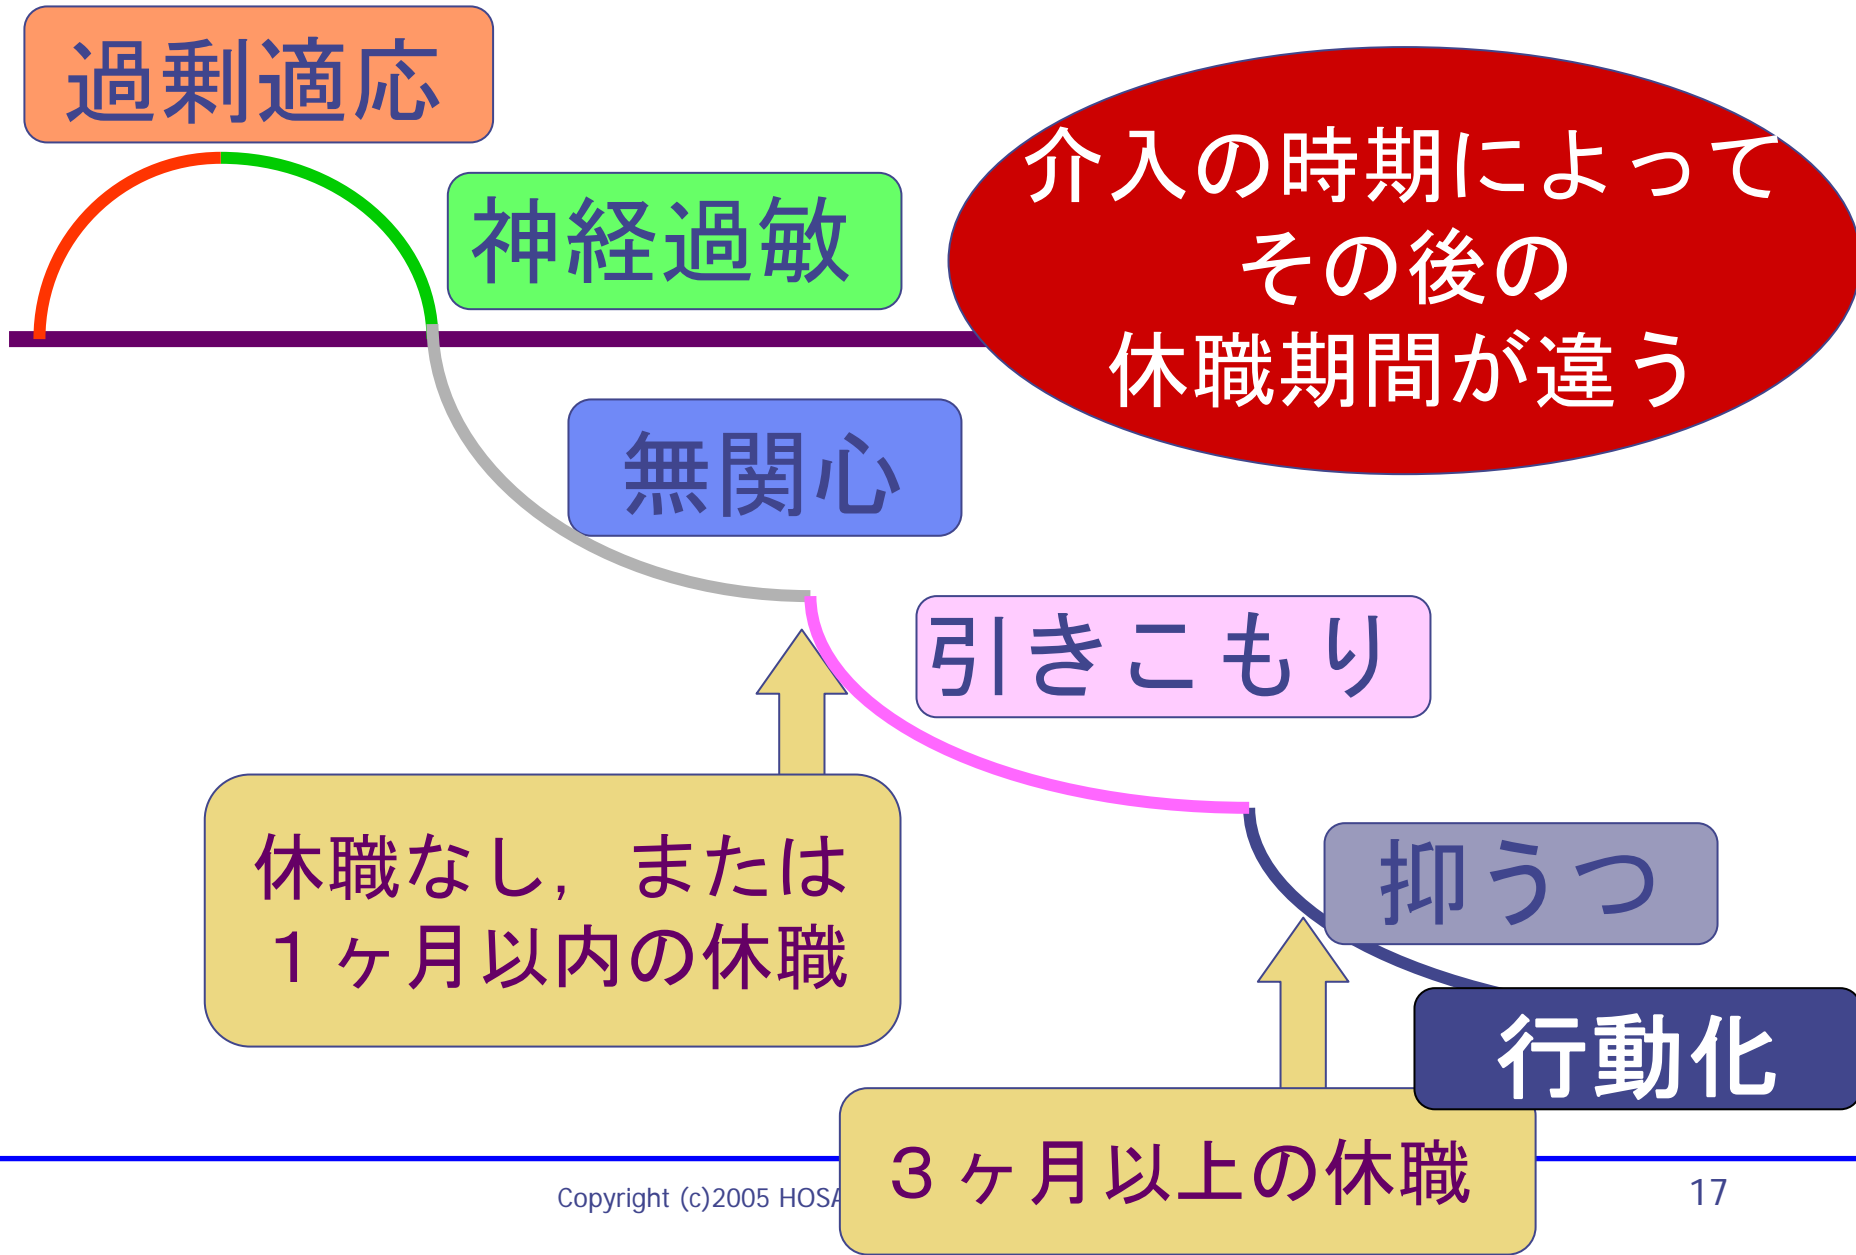 過剰適応
神経過敏
介入の時期によって
その後の
休職期間が違う
無関心
引きこもり
休職なし，または
１ヶ月以内の休職
抑うつ
行動化
３ヶ月以上の休職
Copyright (c)2005 HOSA
17